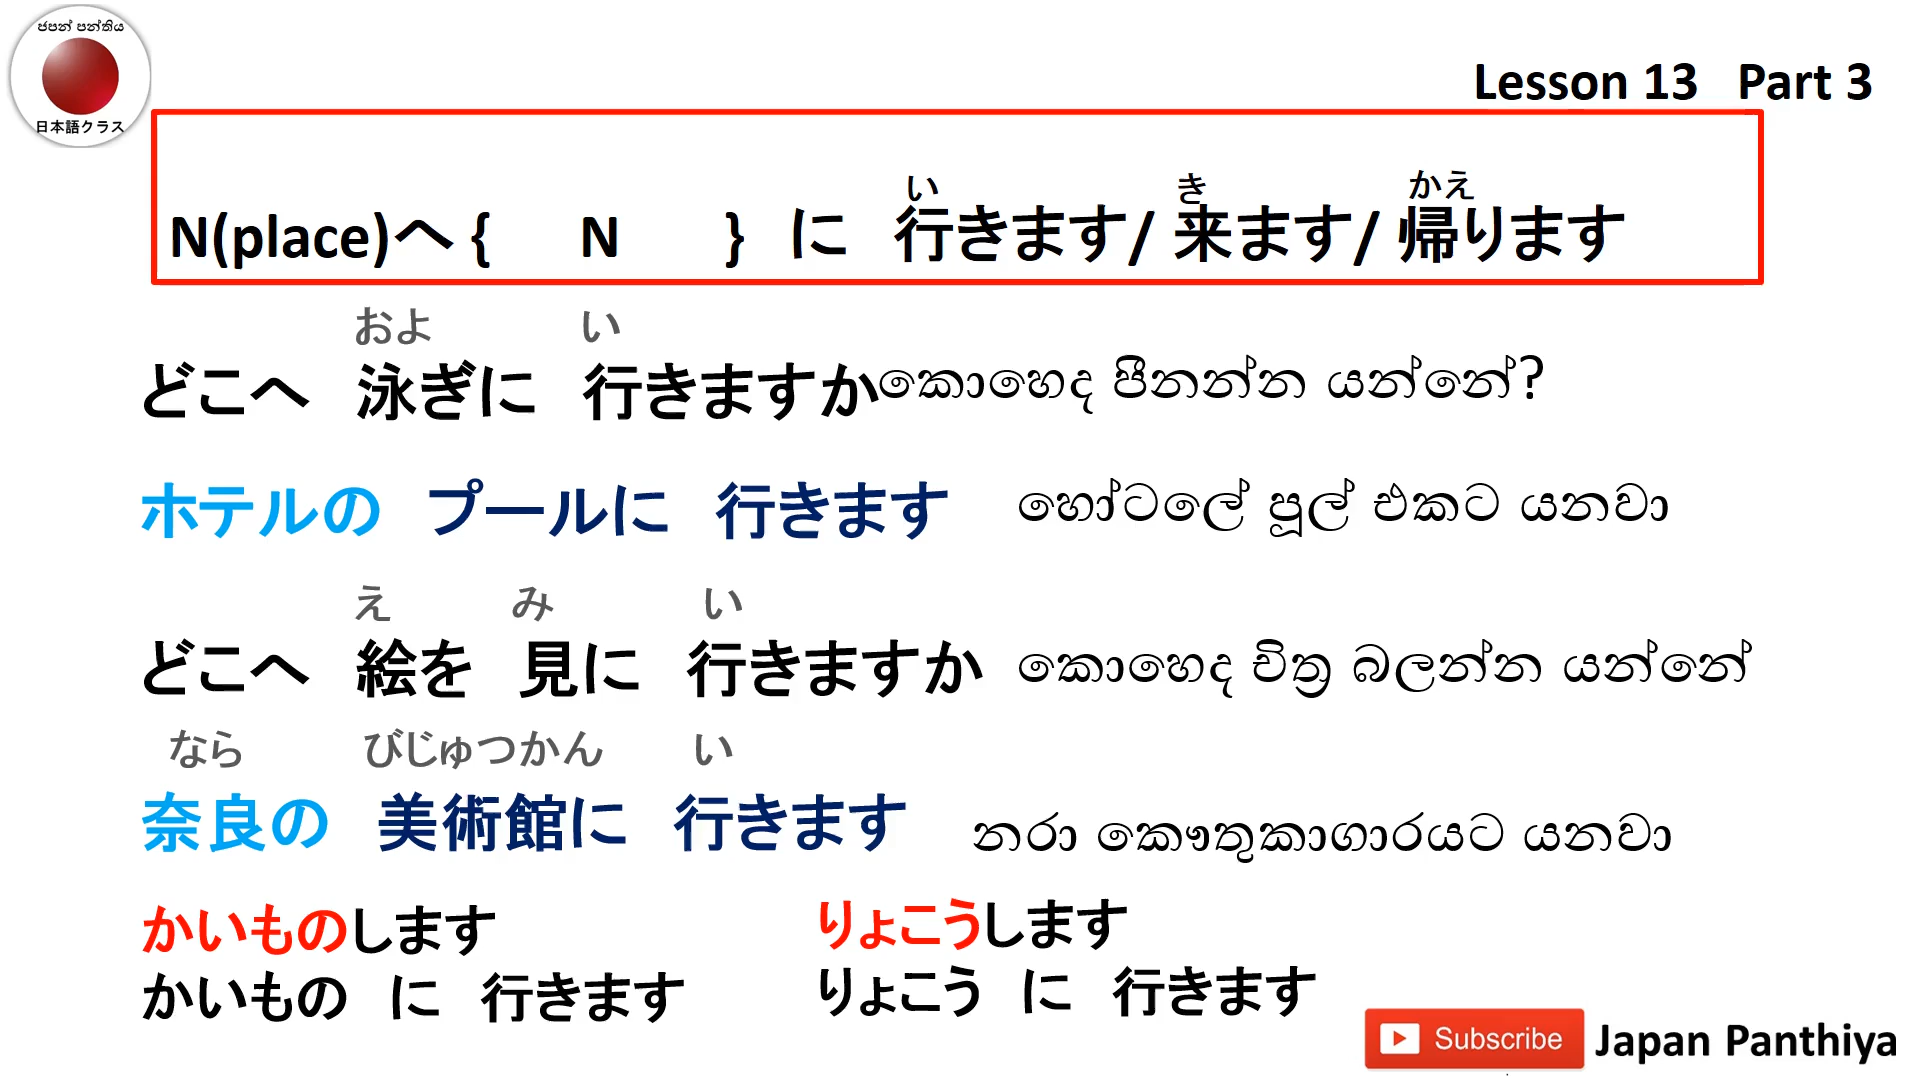 ජපන් පන්තිය
日本語クラス
Lesson 13 Part 3
い き かえ
N(place)へ { N } に 行きます/ 来ます/ 帰ります
およ い
どこへ 泳ぎに 行きますか කොහෙද පීනන්න යන්නේ?
ホテルの プールに 行きます හෝටලේ පූල් එකට යනවා
え み い
どこへ 絵を 見に 行きますか කොහෙද චිත්‍ර බලන්න යන්නේ
なら びじゅつかん い
奈良の 美術館に 行きます නරා කෞතුකාගාරයට යනවා
かいものします りょこうします
かいもの に 行きます りょこう に 行きます
Subscribe Japan Panthiya